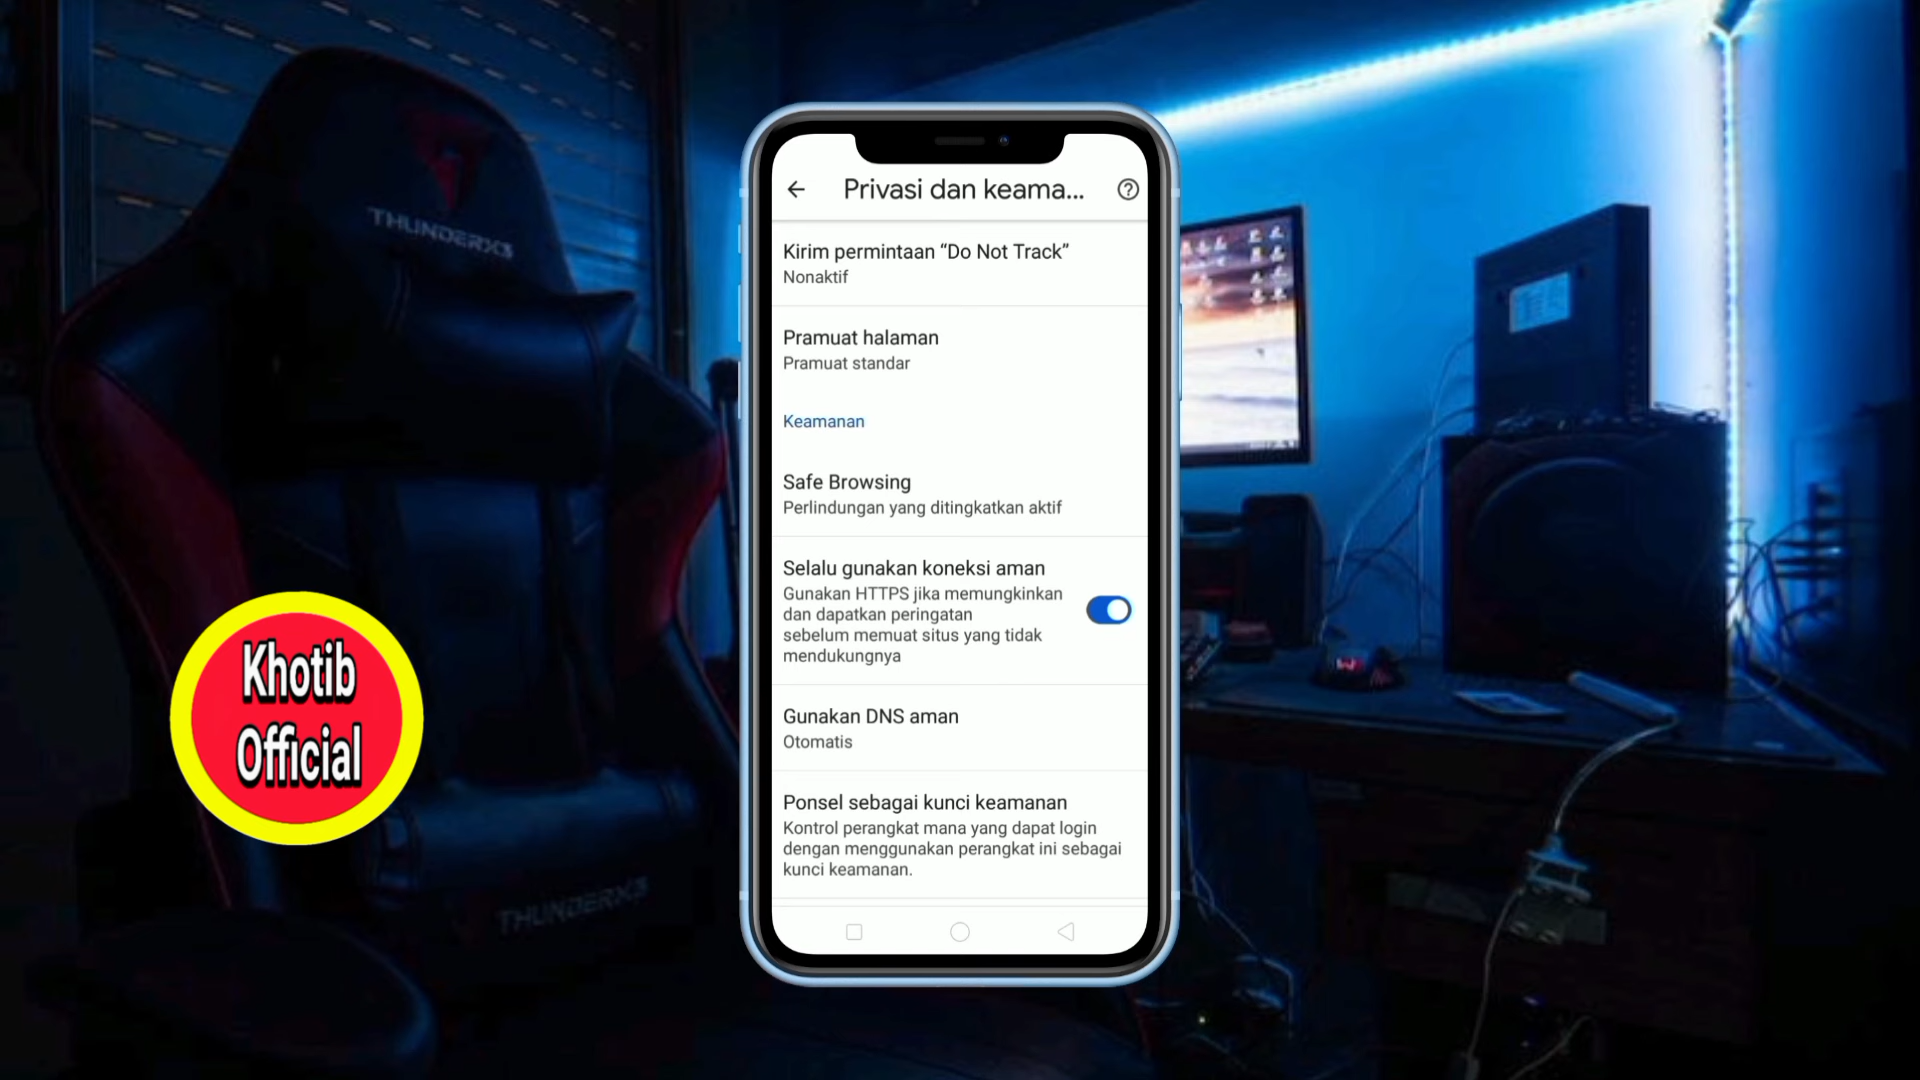 THUNDERX3
THUNDERX3
Khotib
Official
Privasi dan keama...
Kirim permintaan “Do Not Track”
Nonaktif
Pramuat halaman
Pramuat standar
Keamanan
Safe Browsing
Perlindungan yang ditingkatkan aktif
Selalu gunakan koneksi aman
Gunakan HTTPS jika memungkinkan
dan dapatkan peringatan
sebelum memuat situs yang tidak
mendukungnya
Gunakan DNS aman
Otomatis
Ponsel sebagai kunci keamanan
Kontrol perangkat mana yang dapat login
dengan menggunakan perangkat ini sebagai
kunci keamanan.